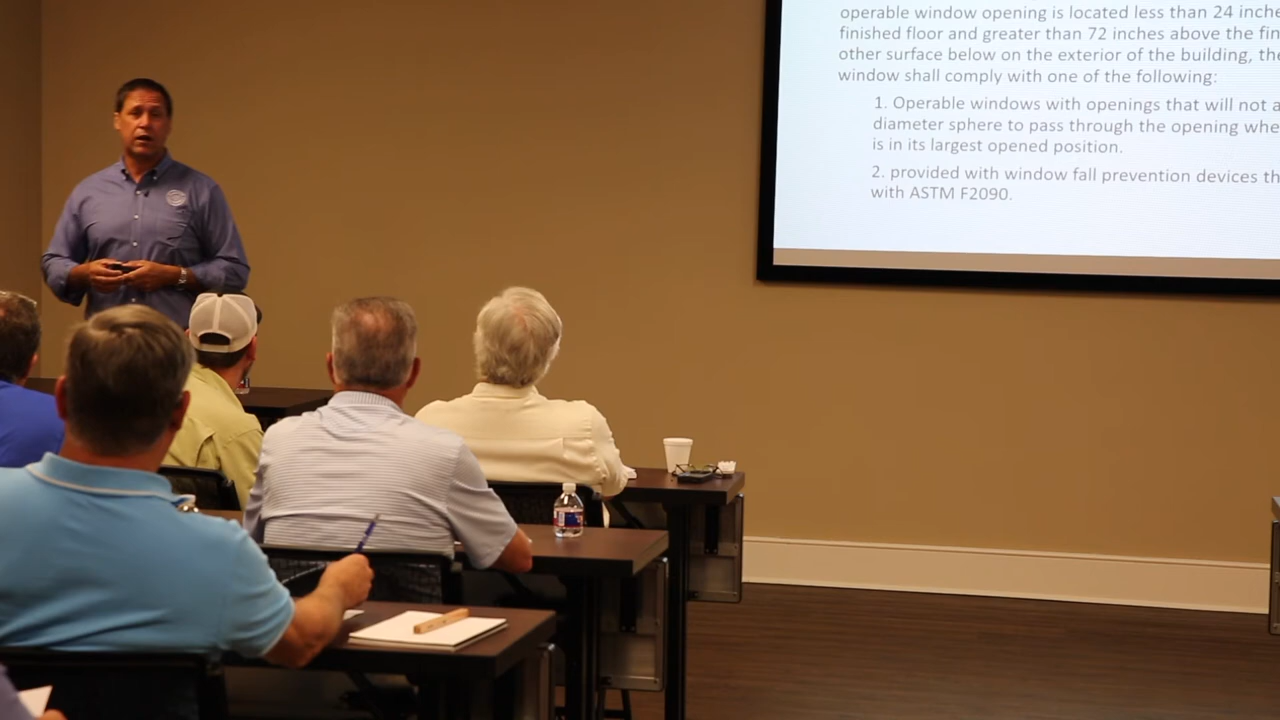 operable window opening is located less than 24 inche
finished floor and greater than 72 inches above the fin
other surface below on the exterior of the building, the
window shall comply with one of the following:
1. Operable windows with openings that will not a
diameter sphere to pass through the opening whe
is in its largest opened position.
2. provided with window fall prevention devices th
with ASTM F2090.